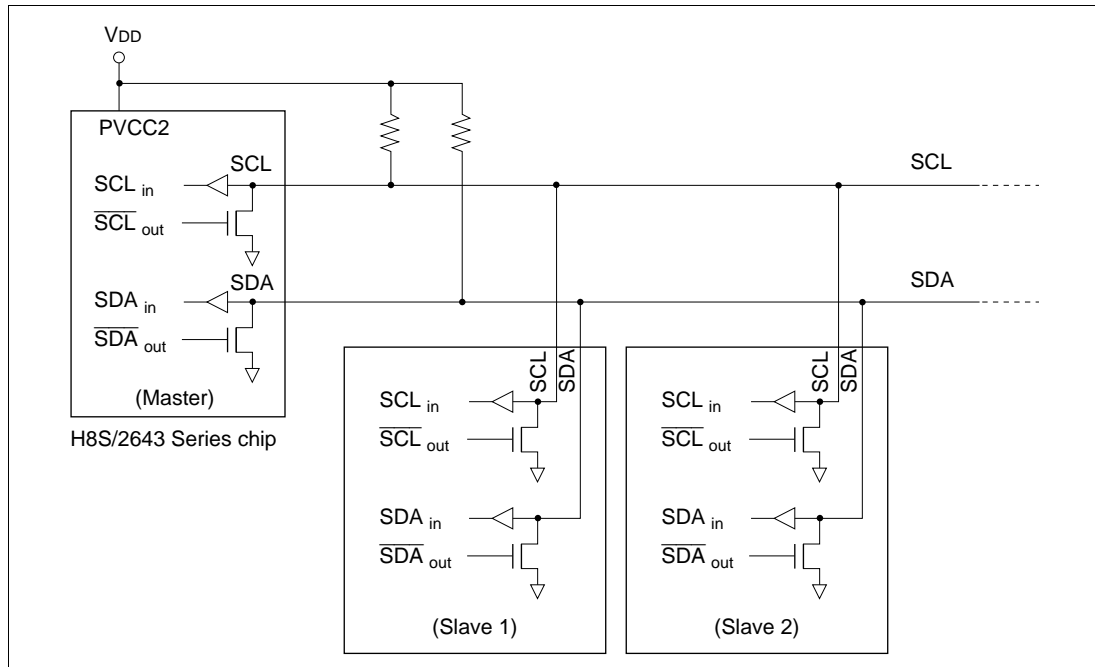 VDD
PVCC2
SCL
SCL in
SCL out
SDA
SDA in
SDA out
(Master)
H8S/2643 Series chip
SCL
SDA
SCL
SDA
SCL in
SCL out
SDA in
SDA out
(Slave 1)
SCL
SDA
SCL in
SCL out
SDA in
SDA out
(Slave 2)